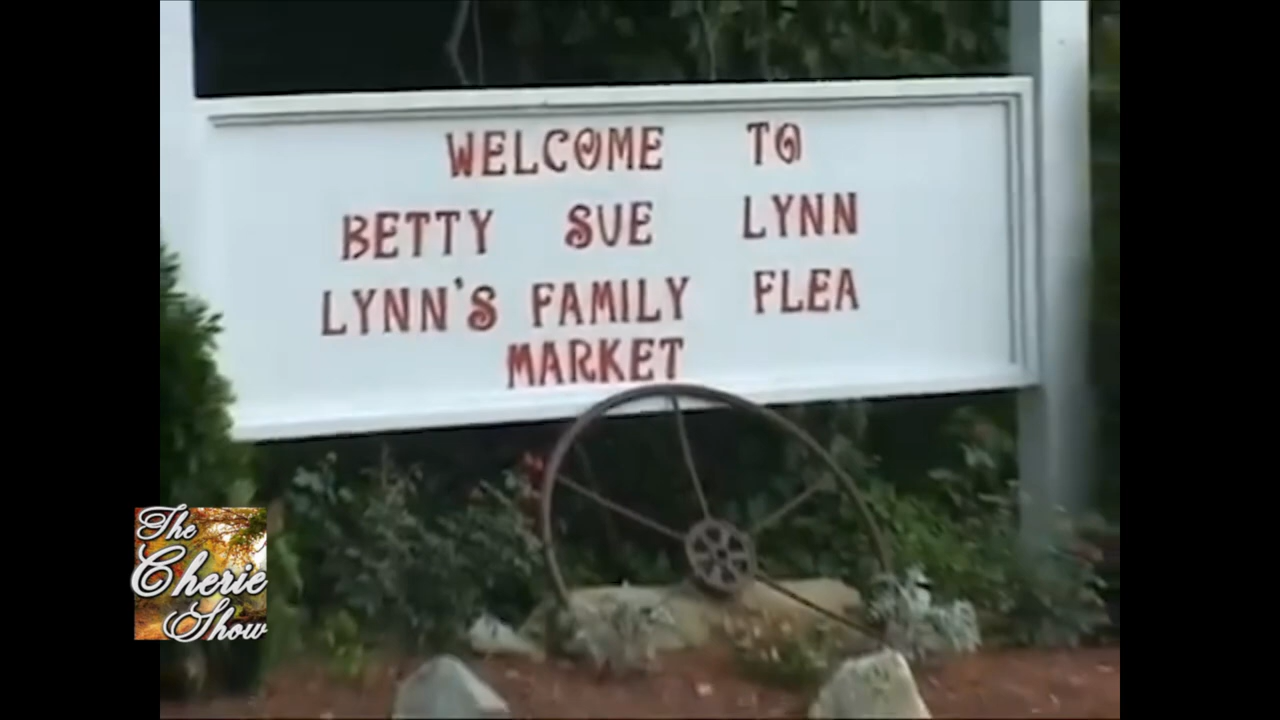 WELCOME TO
BETTY SUE LYNN
LYNN'S FAMILY FLEA
MARKET
The
Cherie
Show